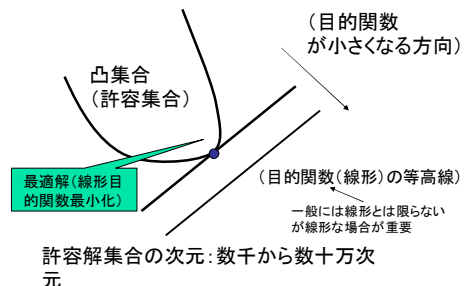 (目的関数
が小さくなる方向)
凸集合
(許容集合)
最適解(線形目
的関数最小化)
(目的関数(線形)の等高線)
一般には線形とは限らない
が線形な場合が重要
許容解集合の次元:数千から数十万次
元